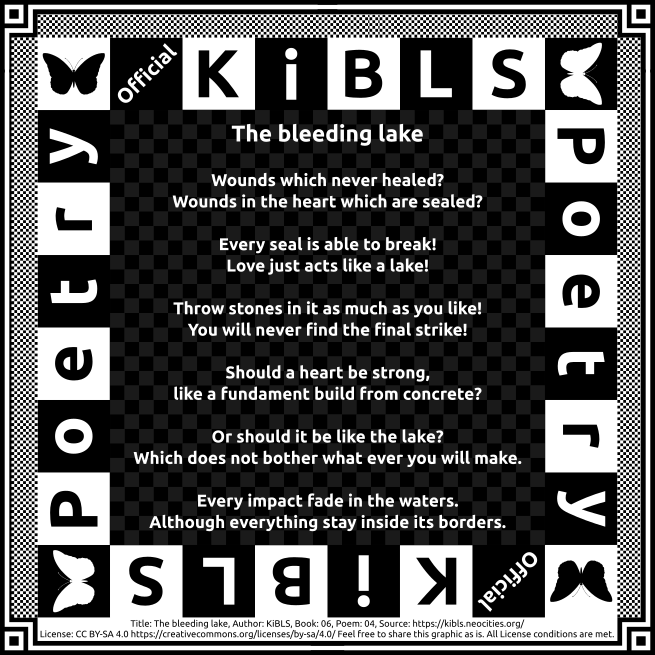 Official KiBLS
Poetry
Poetry
The bleeding lake
Wounds which never healed?
Wounds in the heart which are sealed?
Every seal is able to break!
Love just acts like a lake!
Throw stones in it as much as you like!
You will never find the final strike!
Should a heart be strong,
like a fundament build from concrete?
Or should it be like the lake?
Which does not bother what ever you will make.
Every impact fade in the waters.
Although everything stay inside its borders.
Official KiBLS
Title: The bleeding lake, Author: KiBLS, Book: 06, Poem: 04, Source: https://kibls.neocities.org/
License: CC BY-SA 4.0 https://creativecommons.org/licenses/by-sa/4.0/ Feel free to share this graphic as is. All License conditions are met.